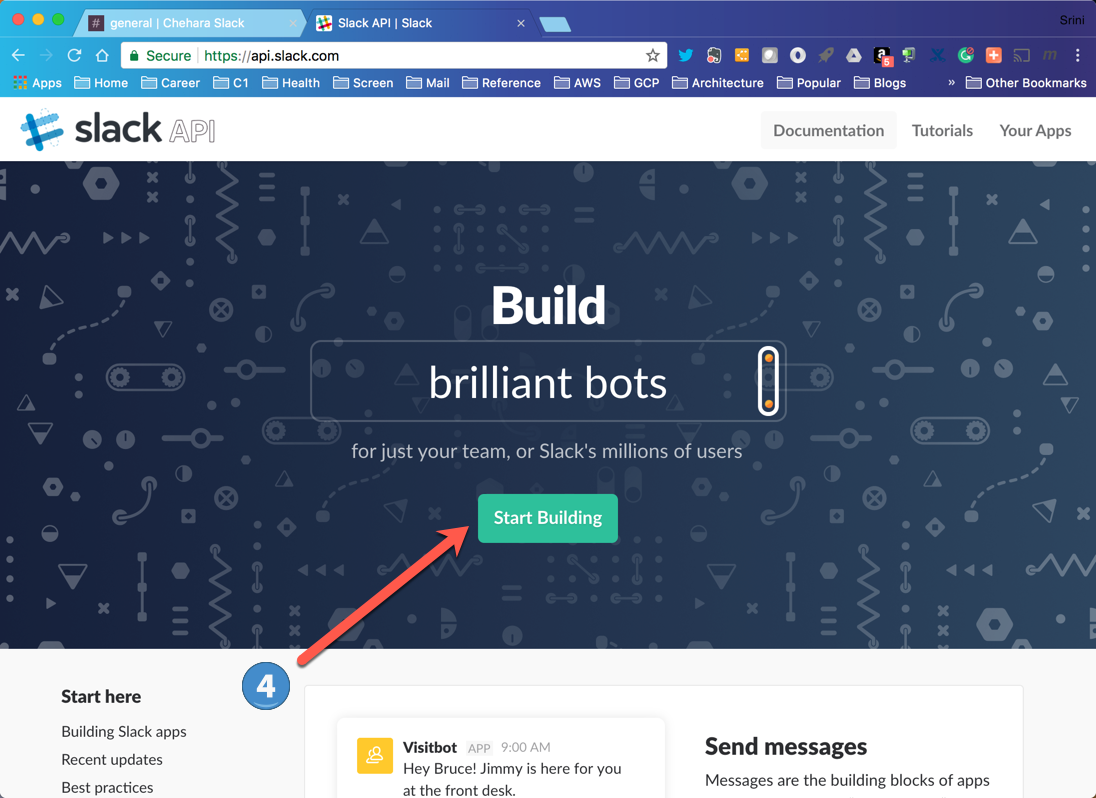 general | Chehara Slack
Slack API | Slack
Srini
Secure https://api.slack.com
5
Apps Home Career C1 Health Screen Mail Reference AWS GCP Architecture Popular Blogs » Other Bookmarks
slack API
Documentation Tutorials Your Apps
Build
brilliant bots
for just your team, or Slack's millions of users
Start Building
4
Start here
Building Slack apps
Recent updates
Best practices
Visitbot APP 9:00 AM
Hey Bruce! Jimmy is here for you
at the front desk.
Send messages
Messages are the building blocks of apps